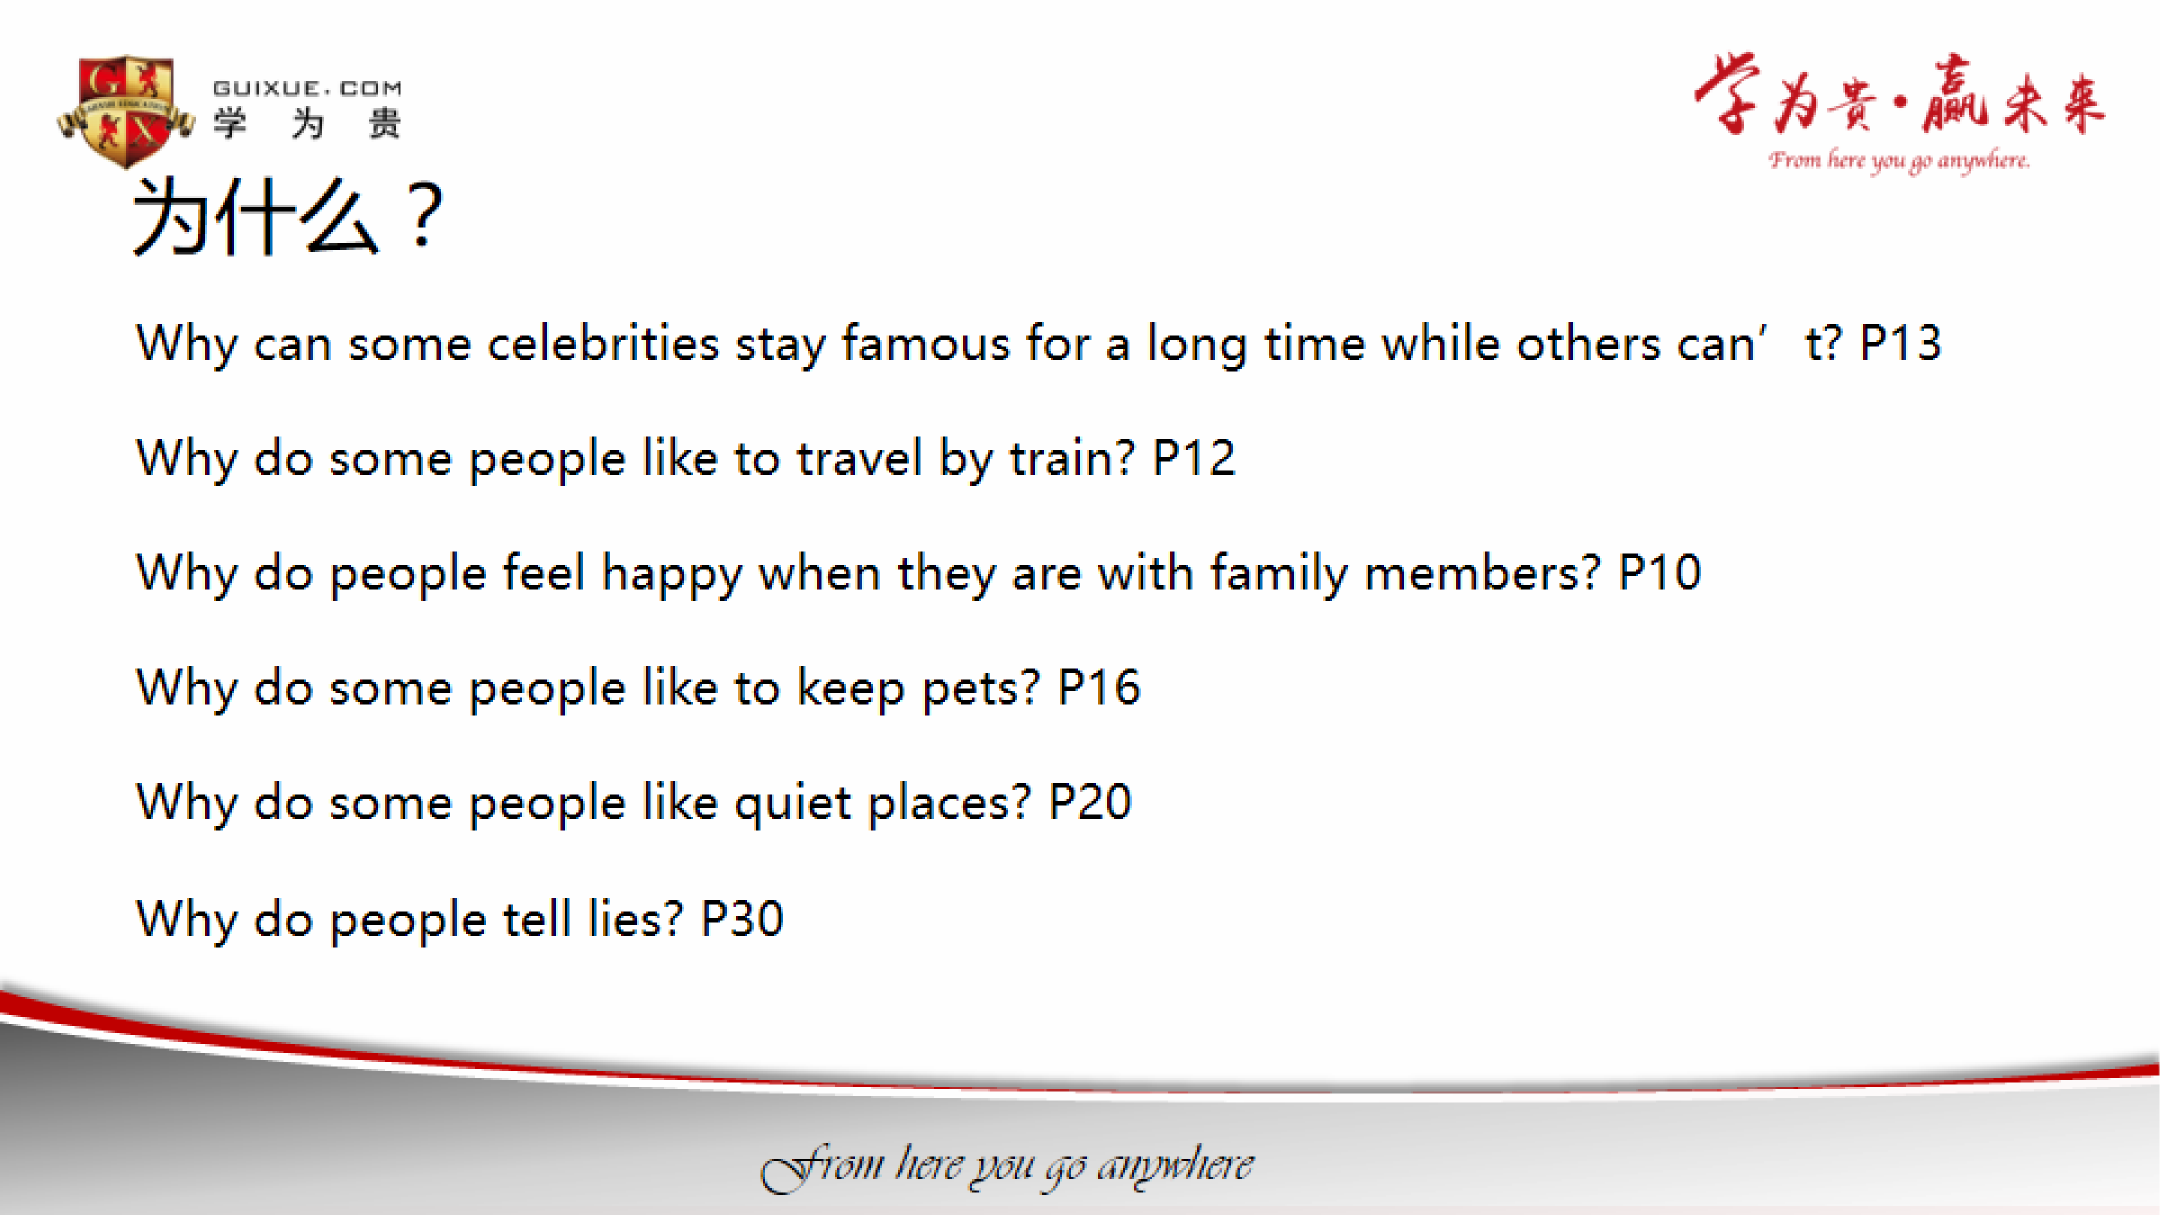 GUIXUE.COM
学为贵
学为贵·赢未来
From here you go anywhere.
为什么？
Why can some celebrities stay famous for a long time while others can’t? P13
Why do some people like to travel by train? P12
Why do people feel happy when they are with family members? P10
Why do some people like to keep pets? P16
Why do some people like quiet places? P20
Why do people tell lies? P30
From here you go anywhere